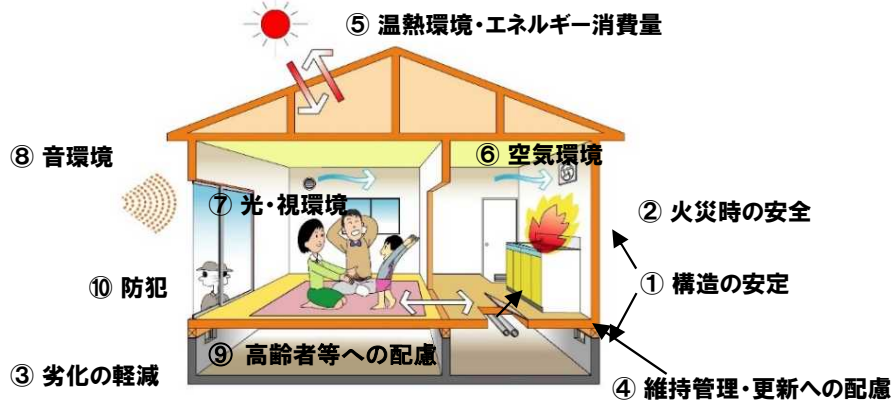 ⑤ 温熱環境・エネルギー消費量
⑧ 音環境
⑥ 空気環境
⑦ 光・視環境
② 火災時の安全
⑩ 防犯
① 構造の安定
⑨ 高齢者等への配慮
③ 劣化の軽減
④ 維持管理・更新への配慮